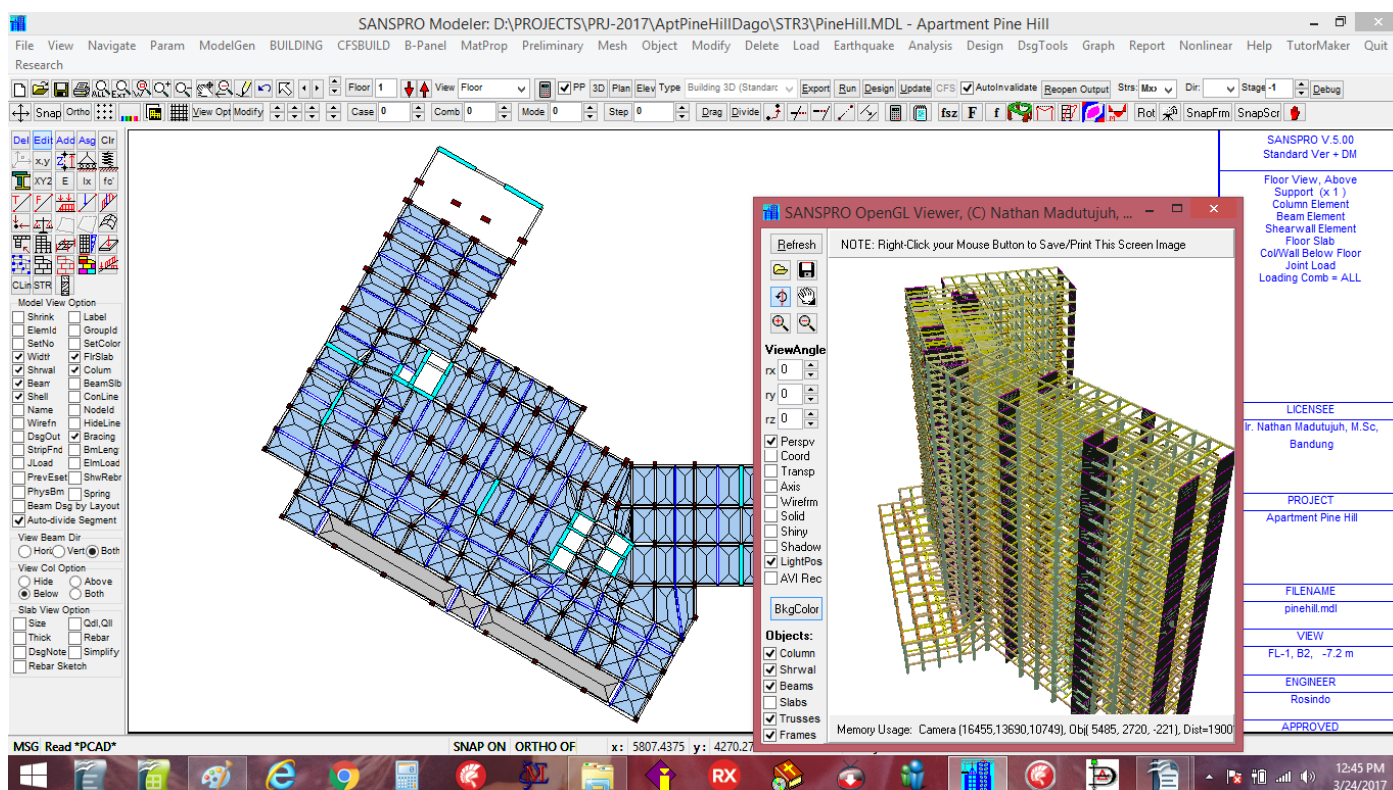 SANSPRO Modeler: D:\PROJECTS\PRJ-2017\AptPineHillDago\STR3\PineHill.MDL - Apartment Pine Hill
File View Navigate Param ModelGen BUILDING CFSBUILD B-Panel MatProp Preliminary Mesh Object Modify Delete Load Earthquake Analysis Design DsgTools Graph Report Nonlinear Help TutorMaker Quit
Research
ALL EXT Floor 1 View Floor PP 3D Plan Elev Type Building 3D (Standarc Export Run Design Update CFS AutoInvalidate Reopen Output Strs: Mxx Dir: Stage -1 Debug
Snap Ortho View Opt Modify Case 0 Comb 0 Mode 0 Step 0 Drag Divide fsz F f Rot SnapFrm SnapScr
Del Edit Add Asg Clr
x.y
XY2 E Ix fc'
CLin STR
Model View Option
Shrink Label
ElemId GroupId
SetNo SetColor
Width FlrSlab
Shrwal Colum
Bear BeamSlb
Shell ConLine
Name NodeId
Wirefn HideLine
DsgOut Bracing
StripFnd BmLeng
JLoad ElmLoad
PrevEset ShwRebr
PhysBm Spring
Beam Dsg by Layout
Auto-divide Segment
View Beam Dir
Hori Vert Both
View Col Option
Hide Above
Below Both
Slab View Option
Size Qdl,Qll
Thick Rebar
DsgNote Simplify
Rebar Sketch
SANSPRO OpenGL Viewer, (C) Nathan Madutujuh, ...
Refresh
NOTE: Right-Click your Mouse Button to Save/Print This Screen Image
ViewAngle
rx 0
ry 0
rz 0
Perspv
Coord
Transp
Axis
Wirefrm
Solid
Shiny
Shadow
LightPos
AVI Rec
BkgColor
Objects:
Column
Shrwal
Beams
Slabs
Trusses
Frames
Memory Usage: Camera (16455,13690,10749), Obj( 5485, 2720, -221), Dist=1900
SANSPRO V.5.00
Standard Ver + DM
Floor View, Above
Support (x 1 )
Column Element
Beam Element
Shearwall Element
Floor Slab
Col/Wall Below Floor
Joint Load
Loading Comb = ALL
LICENSEE
Ir. Nathan Madutujuh, M.Sc,
Bandung
PROJECT
Apartment Pine Hill
FILENAME
pinehill.mdl
VIEW
FL-1, B2, -7.2 m
ENGINEER
Rosindo
APPROVED
MSG Read *PCAD*
SNAP ON ORTHO OF x: 5807.4375 y: 4270.27
RX
12:45 PM
3/24/2017